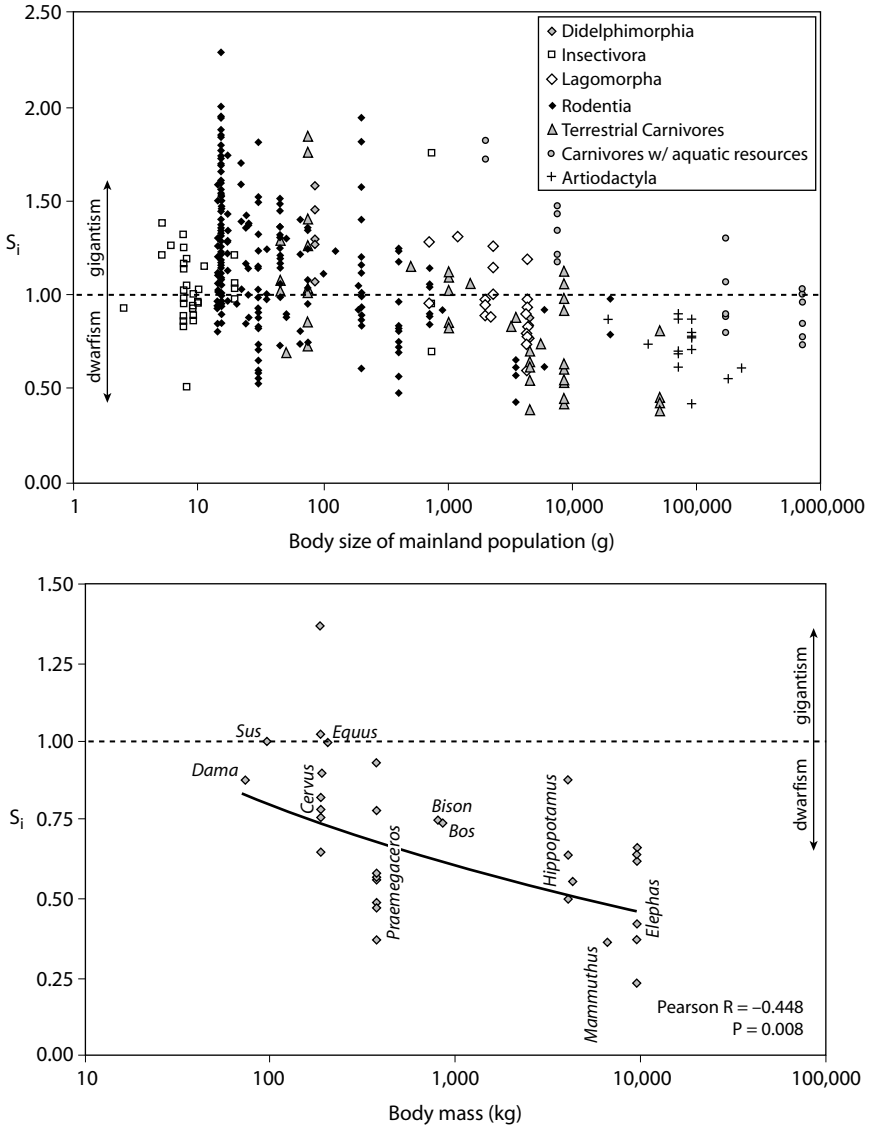 2.50
2.00
1.50
1.00
0.50
0.00
Si
gigantism
dwarfism
Didelphimorphia
Insectivora
Lagomorpha
Rodentia
Terrestrial Carnivores
Carnivores w/ aquatic resources
Artiodactyla
1 10 100 1,000 10,000 100,000 1,000,000
Body size of mainland population (g)
1.50
1.25
1.00
0.75
0.50
0.25
0.00
Si
gigantism
dwarfism
Sus
Equus
Dama
Cervus
Praemegaceros
Bison
Bos
Hippopotamus
Mammuthus
Elephas
Pearson R = –0.448
P = 0.008
10 100 1,000 10,000 100,000
Body mass (kg)